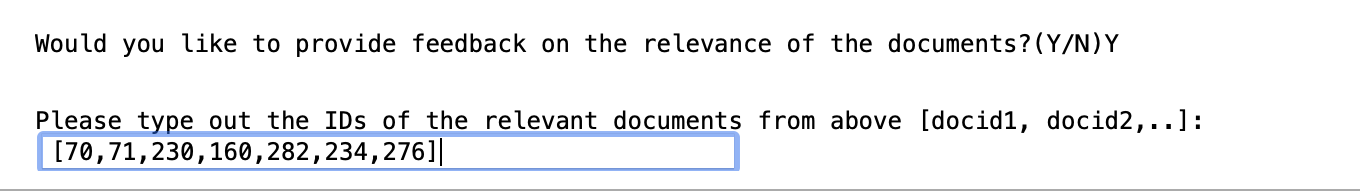 Would you like to provide feedback on the relevance of the documents?(Y/N)Y
Please type out the IDs of the relevant documents from above [docid1, docid2,..]:
[70,71,230,160,282,234,276]